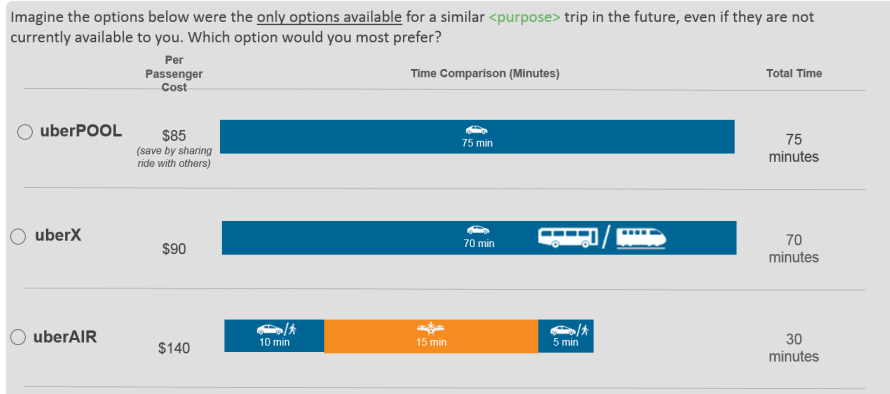 Imagine the options below were the only options available for a similar <purpose> trip in the future, even if they are not
currently available to you. Which option would you most prefer?
Per
Passenger
Cost
Time Comparison (Minutes)
Total Time
uberPOOL
$85
(save by sharing
ride with others)
75 min
75
minutes
uberX
$90
70 min
/
70
minutes
uberAIR
$140
/
10 min
15 min
/
5 min
30
minutes